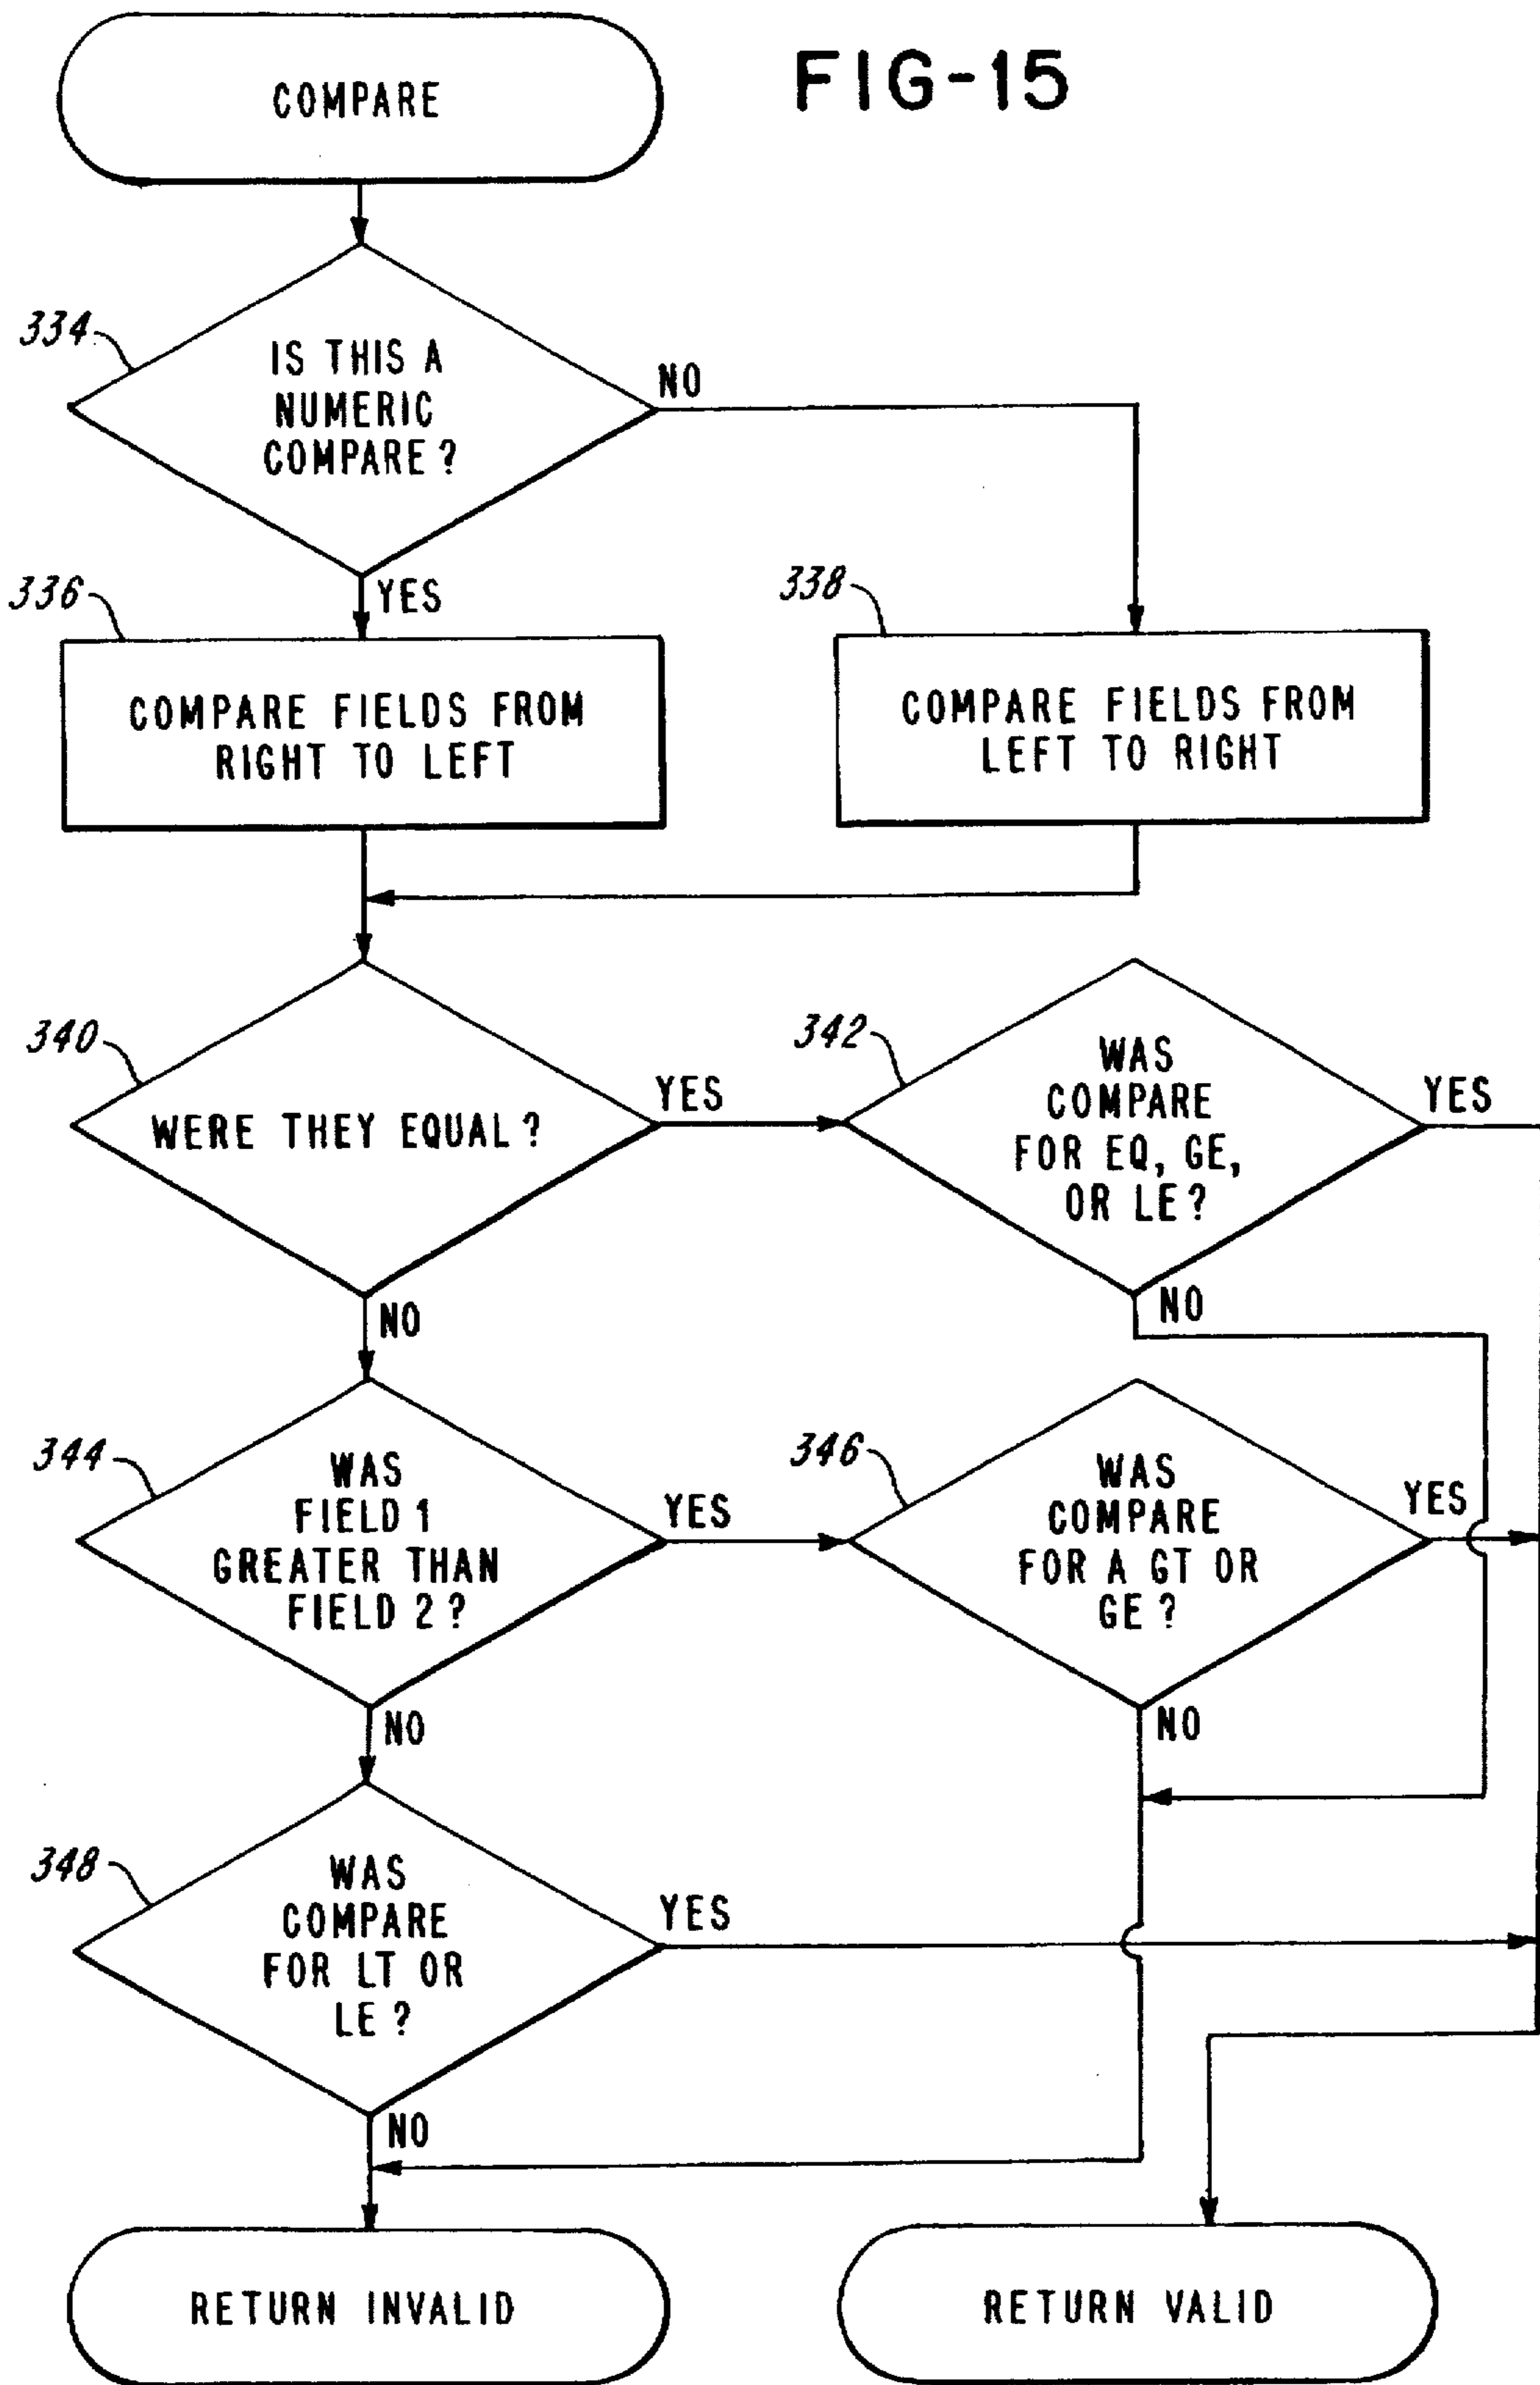 FIG-15
COMPARE
334
IS THIS A
NUMERIC
COMPARE?
NO
YES
336
COMPARE FIELDS FROM
RIGHT TO LEFT
338
COMPARE FIELDS FROM
LEFT TO RIGHT
340
WERE THEY EQUAL?
YES
342
WAS
COMPARE
FOR EQ, GE,
OR LE?
YES
NO
NO
344
WAS
FIELD 1
GREATER THAN
FIELD 2?
YES
346
WAS
COMPARE
FOR A GT OR
GE?
YES
NO
NO
348
WAS
COMPARE
FOR LT OR
LE?
YES
NO
RETURN INVALID
RETURN VALID